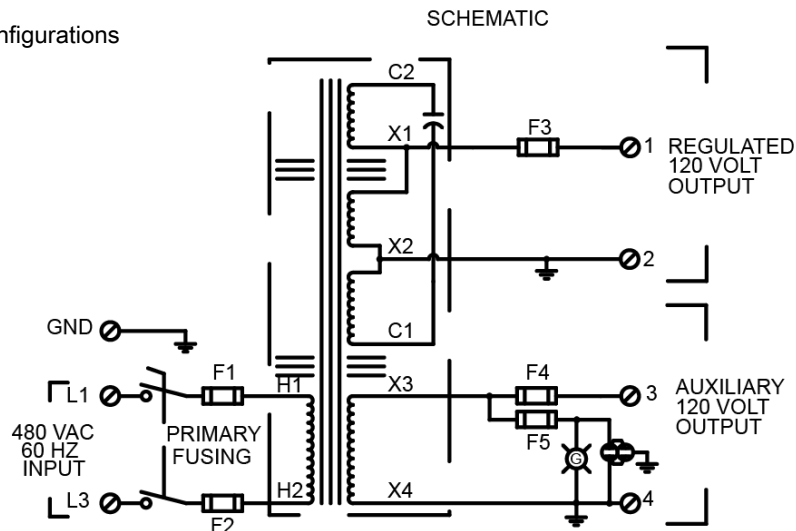 SCHEMATIC
nfigurations
C2
X1
F3
1
REGULATED
120 VOLT
OUTPUT
X2
2
C1
GND
F1
H1
X3
F4
3
L1
AUXILIARY
120 VOLT
OUTPUT
480 VAC
60 HZ
INPUT
PRIMARY
FUSING
F5
G
L3
F2
H2
X4
4